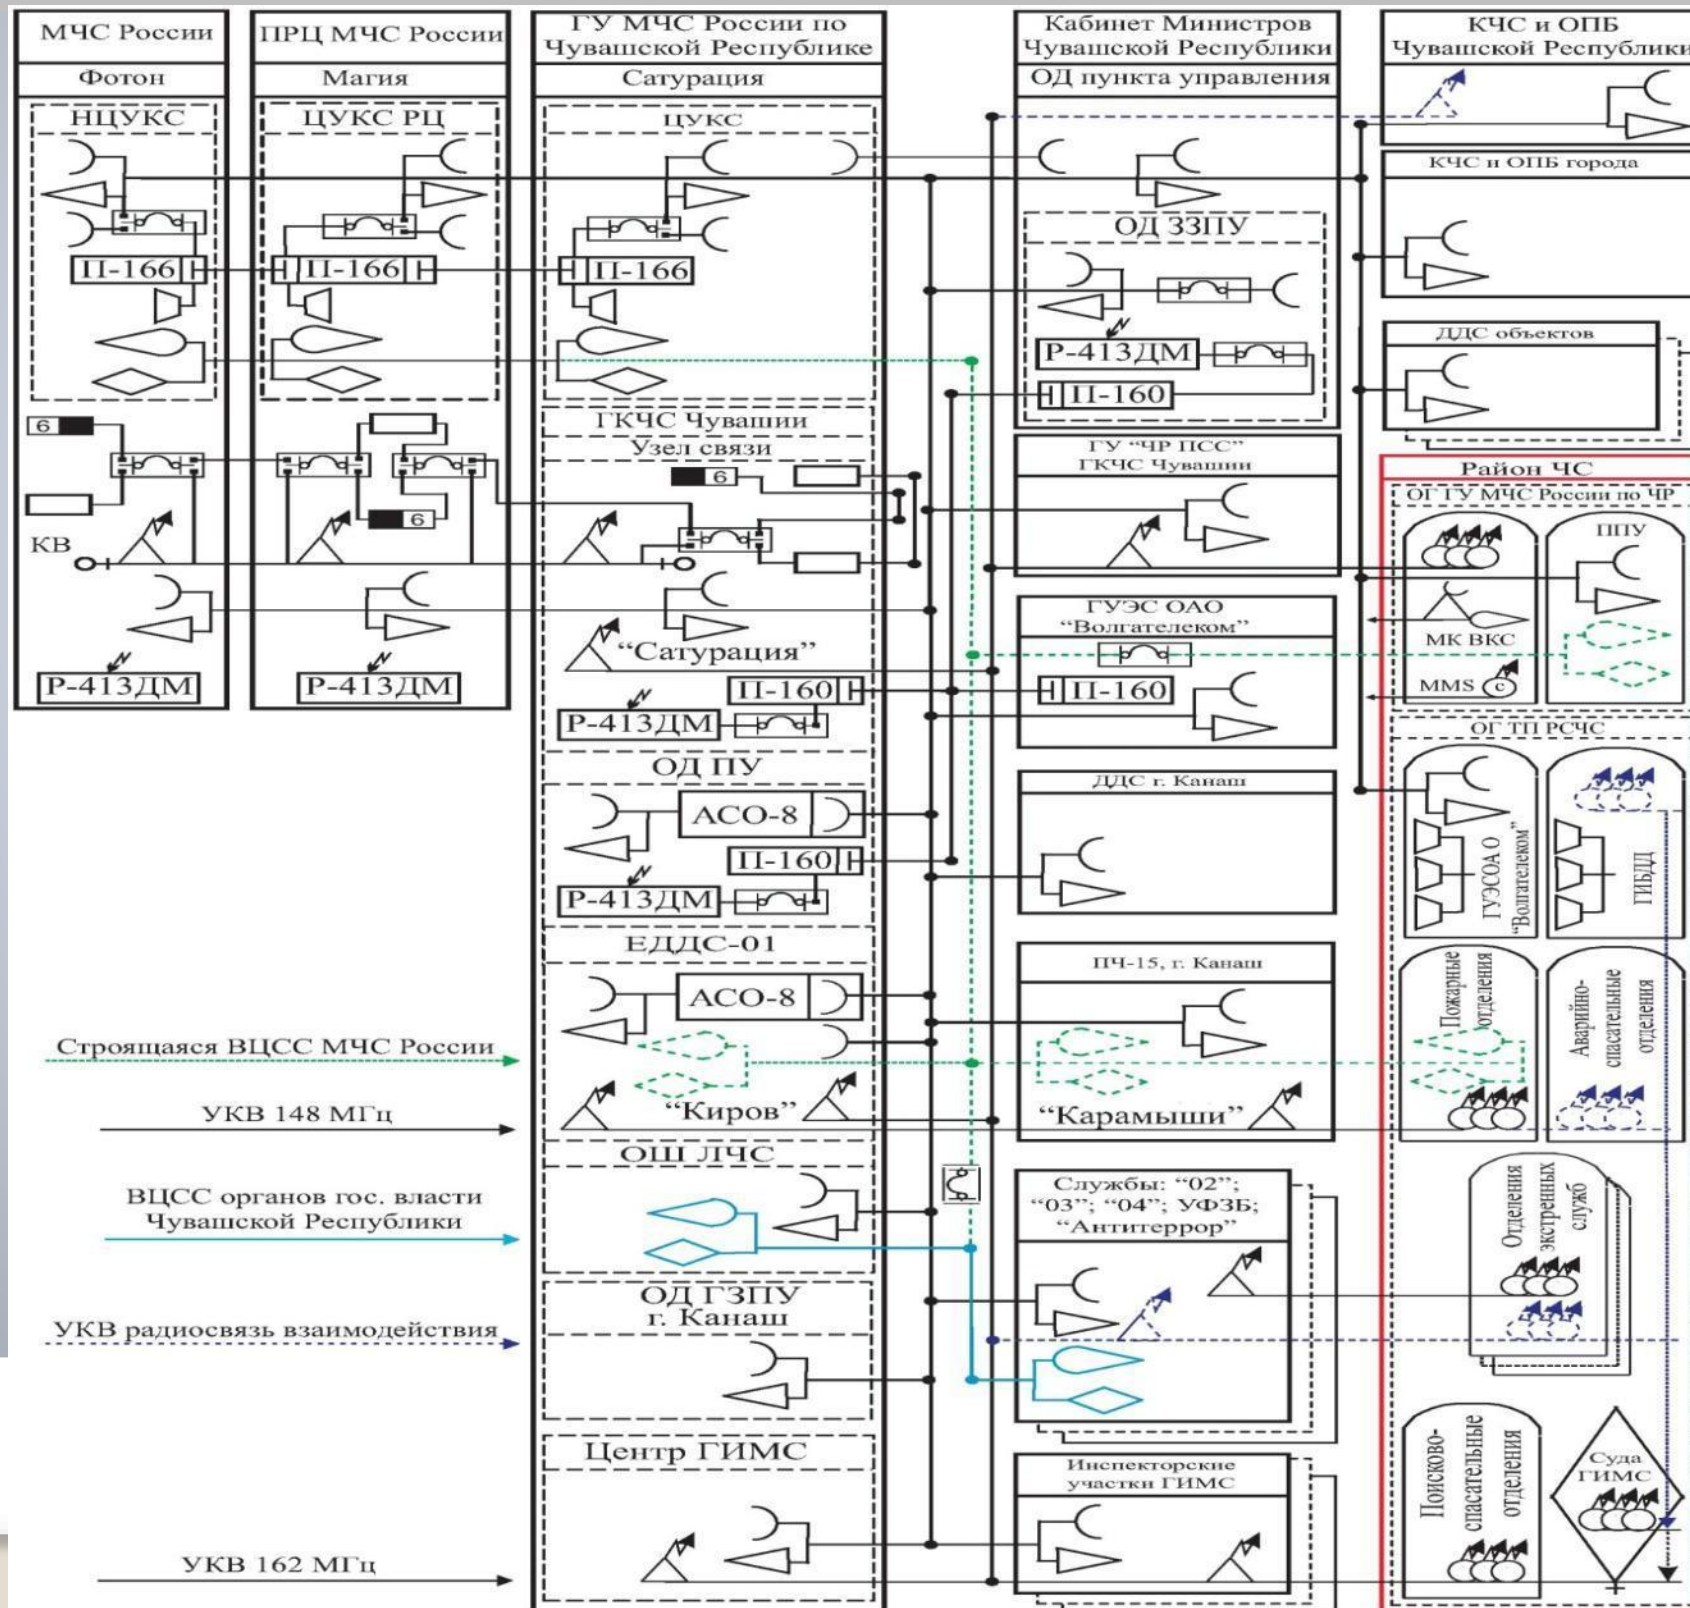 МЧС России
Фотон
НЦУКС
П-166
6
КВ
Р-413ДМ
ПРЦ МЧС России
Магия
ЦУКС РЦ
П-166
6
Р-413ДМ
ГУ МЧС России по
Чувашской Республике
Сатурация
ЦУКС
П-166
ГКЧС Чувашии
Узел связи
6
“Сатурация”
П-160
Р-413ДМ
ОД ПУ
АСО-8
П-160
Р-413ДМ
ЕДДС-01
АСО-8
“Киров”
ОШ ЛЧС
ОД ГЗПУ
г. Канаш
Центр ГИМС
Строящаяся ВЦСС МЧС России
УКВ 148 МГц
ВЦСС органов гос. власти
Чувашской Республики
УКВ радиосвязь взаимодействия
УКВ 162 МГц
Кабинет Министров
Чувашской Республики
ОД пункта управления
ОД ЗЗПУ
Р-413ДМ
П-160
ГУ “ЧР ПСС”
ГКЧС Чувашии
ГУЭС ОАО
“Волгателеком”
П-160
ДДС г. Канаш
ПЧ-15, г. Канаш
“Карамыши”
Службы: “02”;
“03”; “04”; УФЗБ;
“Антитеррор”
Инспекторские
участки ГИМС
КЧС и ОПБ
Чувашской Республики
КЧС и ОПБ города
ДДС объектов
Район ЧС
ОГ ГУ МЧС России по ЧР
ППУ
МК ВКС
MMS
с
ОГ ТП РСЧС
ГУЭСОА О
“Волгателеком”
ГИБДД
Пожарные
отделения
Аварийно-
спасательные
отделения
Отделения
экстренных
служб
Поисково-
спасательные
отделения
Суда
ГИМС